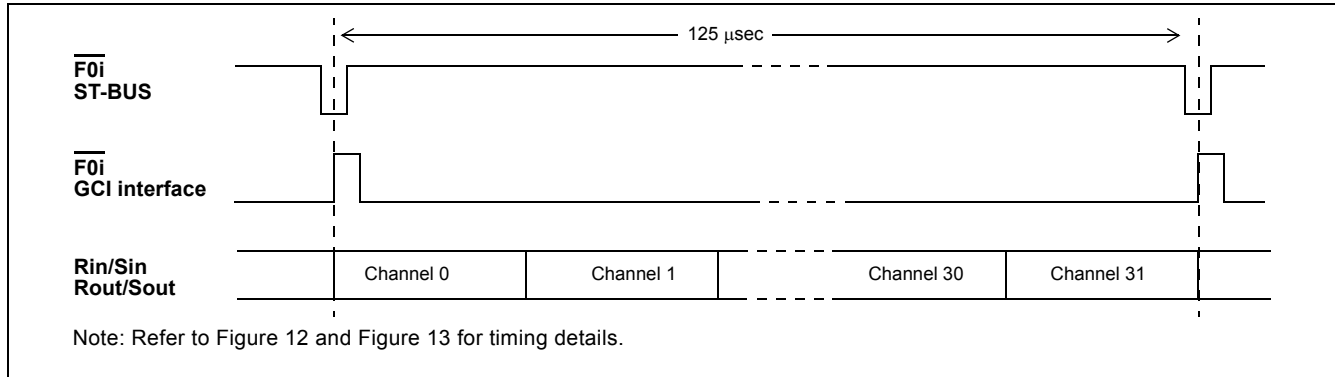 125 μsec
F0i
ST-BUS
F0i
GCI interface
Rin/Sin
Rout/Sout
Channel 0 Channel 1 Channel 30 Channel 31
Note: Refer to Figure 12 and Figure 13 for timing details.